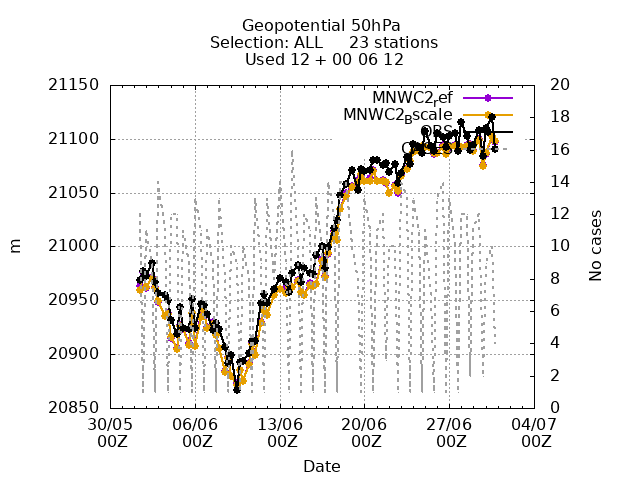 Geopotential 50hPa
Selection: ALL 23 stations
Used 12 + 00 06 12
MNWC2_ref
MNWC2_Bscale
OBS
21150
21100
21050
21000
20950
20900
20850
m
20
18
16
14
12
10
8
6
4
2
0
No cases
30/05 06/06 13/06 20/06 27/06 04/07
00Z 00Z 00Z 00Z 00Z 00Z
Date